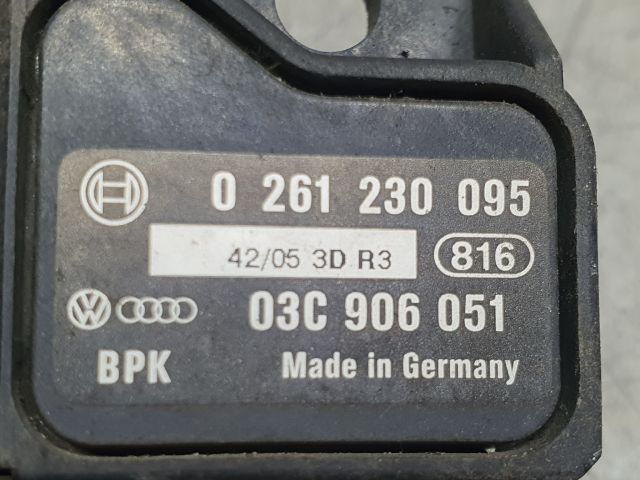 0 261 230 095
42/05 3D R3 816
03C 906 051
BPK Made in Germany